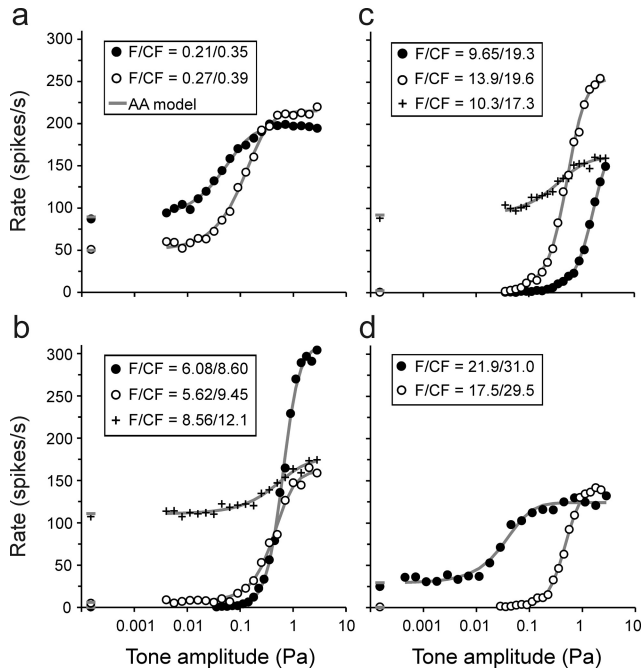 a
F/CF = 0.21/0.35
F/CF = 0.27/0.39
AA model
Rate (spikes/s)
300
250
200
150
100
50
0
c
F/CF = 9.65/19.3
F/CF = 13.9/19.6
F/CF = 10.3/17.3
b
F/CF = 6.08/8.60
F/CF = 5.62/9.45
F/CF = 8.56/12.1
Rate (spikes/s)
300
250
200
150
100
50
0
0.001 0.01 0.1 1 10
Tone amplitude (Pa)
d
F/CF = 21.9/31.0
F/CF = 17.5/29.5
0.001 0.01 0.1 1 10
Tone amplitude (Pa)